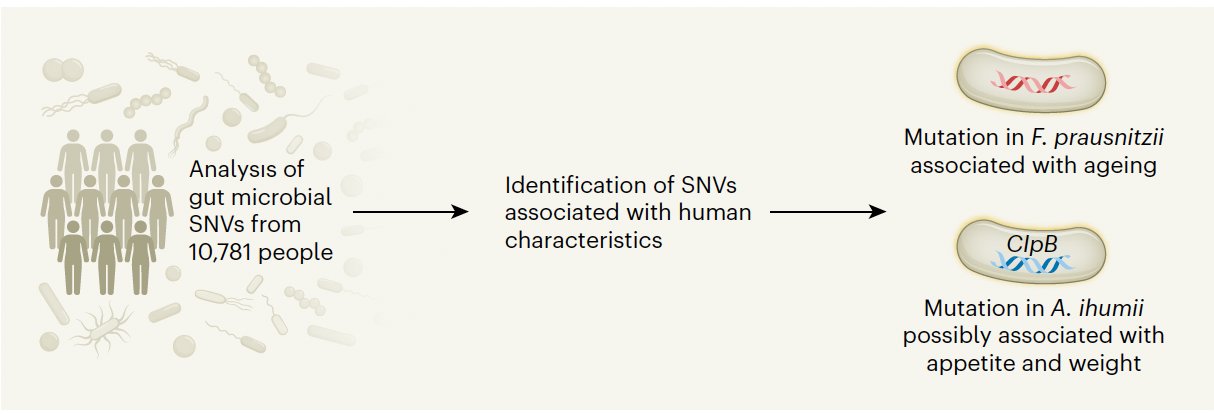 Analysis of
gut microbial
SNVs from
10,781 people
Identification of SNVs
associated with human
characteristics
Mutation in F. prausnitzii
associated with ageing
ClpB
Mutation in A. ihumii
possibly associated with
appetite and weight